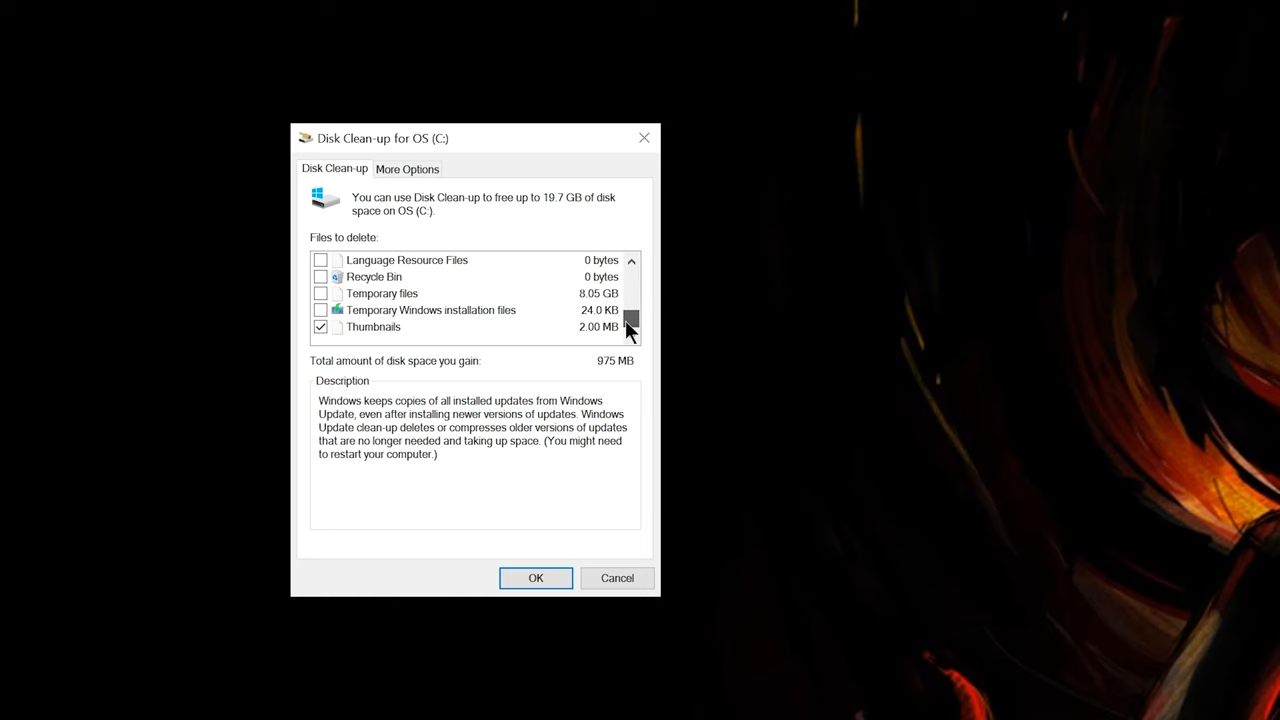 Disk Clean-up for OS (C:)
Disk Clean-up More Options
You can use Disk Clean-up to free up to 19.7 GB of disk
space on OS (C:).
Files to delete:
Language Resource Files 0 bytes
Recycle Bin 0 bytes
Temporary files 8.05 GB
Temporary Windows installation files 24.0 KB
Thumbnails 2.00 MB
Total amount of disk space you gain: 975 MB
Description
Windows keeps copies of all installed updates from Windows
Update, even after installing newer versions of updates. Windows
Update clean-up deletes or compresses older versions of updates
that are no longer needed and taking up space. (You might need
to restart your computer.)
OK Cancel